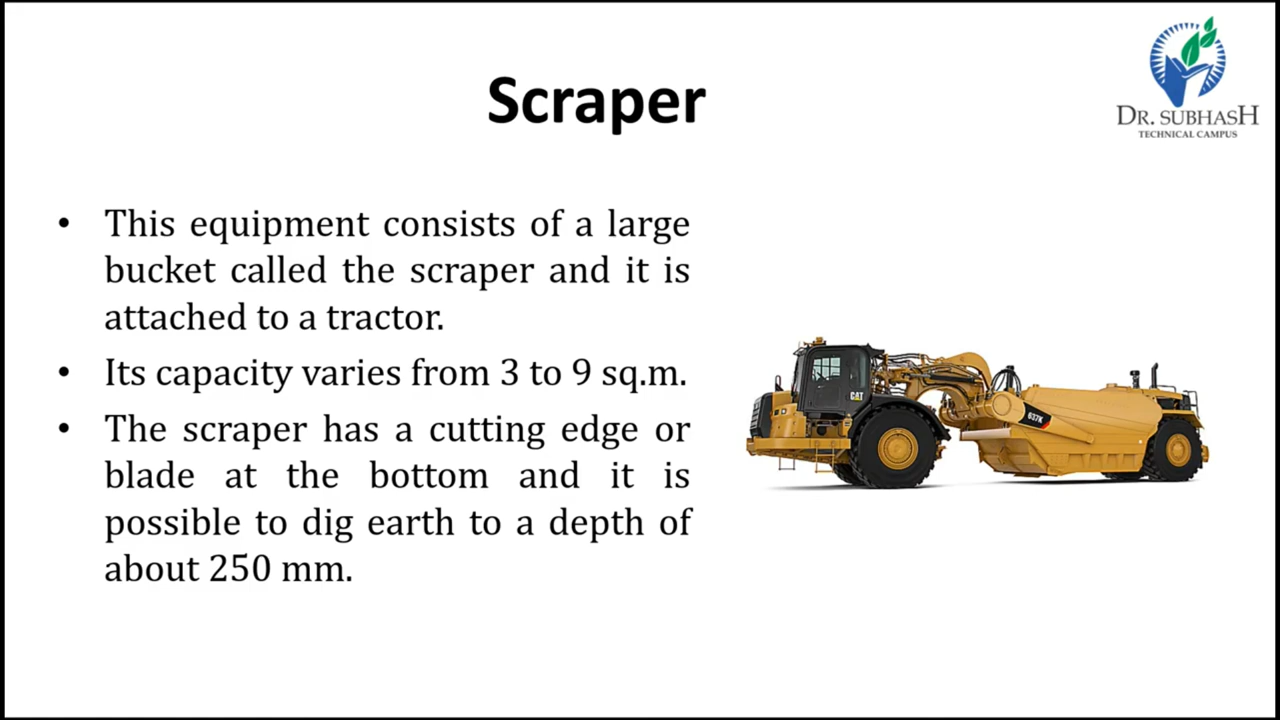 Scraper
DR. SUBHASH
TECHNICAL CAMPUS
• This equipment consists of a large
bucket called the scraper and it is
attached to a tractor.
• Its capacity varies from 3 to 9 sq.m.
• The scraper has a cutting edge or
blade at the bottom and it is
possible to dig earth to a depth of
about 250 mm.
CAT
637K